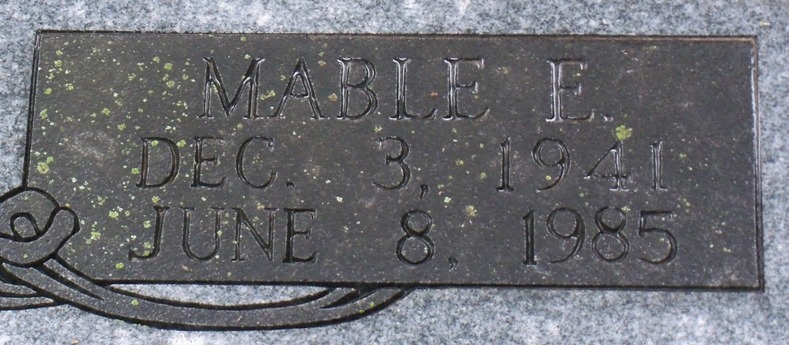 MABLE E.
DEC. 3, 1941
JUNE 8, 1985